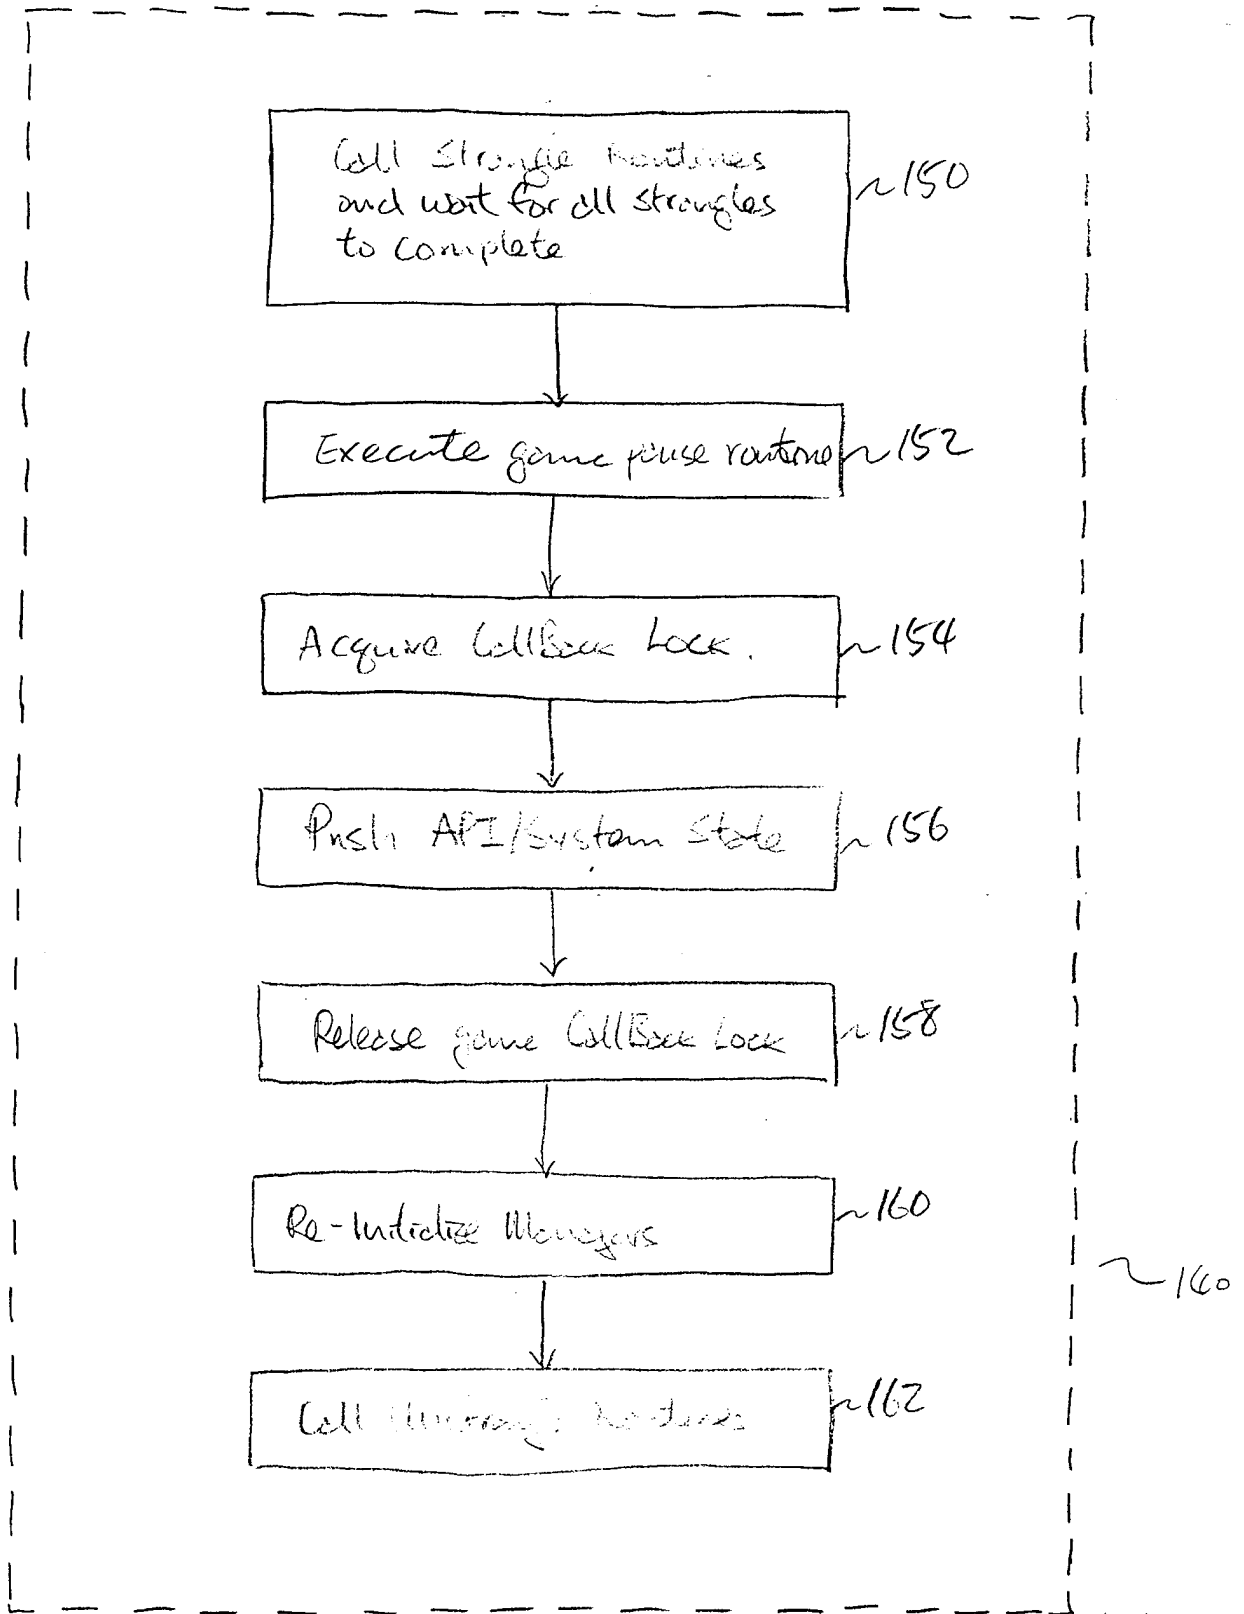 Call Strangle Routines
and wait for all strangles
to complete
~150
Execute game pause routine
~152
Acquire CallBack Lock.
~154
Push API/System State
~156
Release game CallBack Lock
~158
Re-Initialize Managers
~160
~140
Call Routines
~162